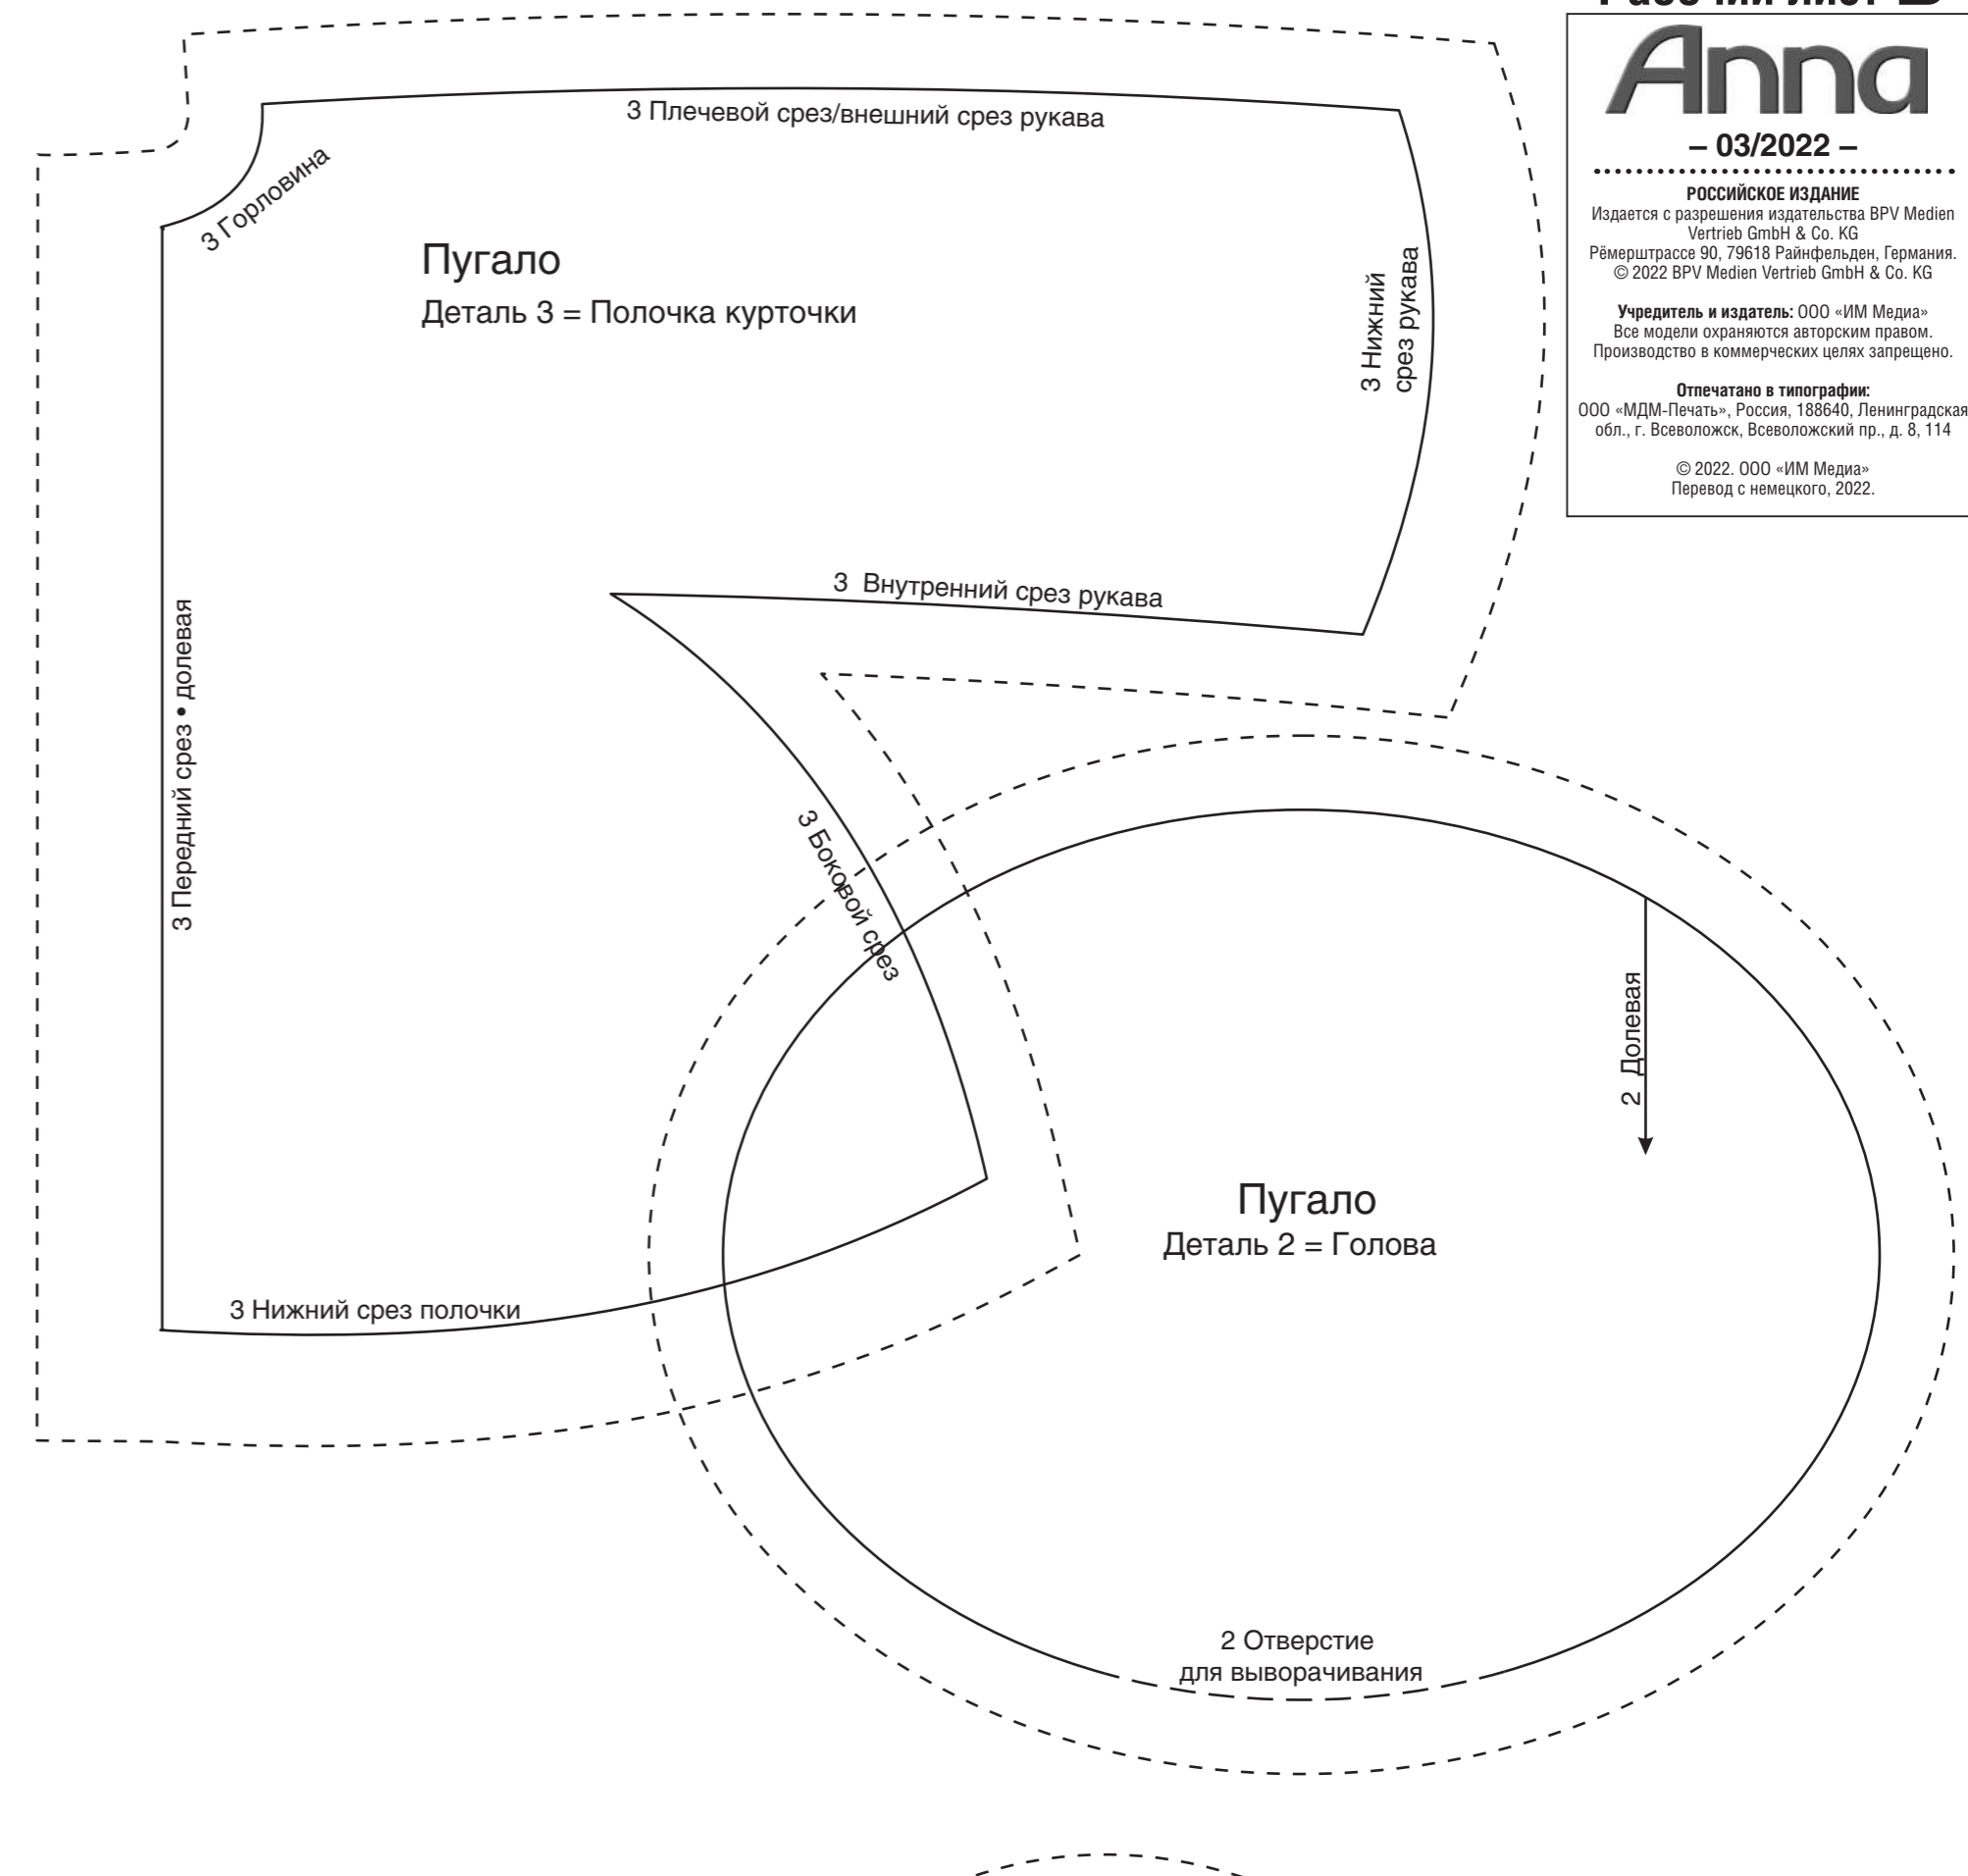 Рабочий лист
Anna
– 03/2022 –
РОССИЙСКОЕ ИЗДАНИЕ
Издается с разрешения издательства BPV Medien
Vertrieb GmbH & Co. KG
Рёмерштрассе 90, 79618 Райнфельден, Германия.
© 2022 BPV Medien Vertrieb GmbH & Co. KG
Учредитель и издатель: ООО «ИМ Медиа»
Все модели охраняются авторским правом.
Производство в коммерческих целях запрещено.
Отпечатано в типографии:
ООО «МДМ-Печать», Россия, 188640, Ленинградская
обл., г. Всеволожск, Всеволожский пр., д. 8, 114
© 2022. ООО «ИМ Медиа»
Перевод с немецкого, 2022.
3 Плечевой срез/внешний срез рукава
3 Горловина
Пугало
Деталь 3 = Полочка курточки
3 Нижний
срез рукава
3 Внутренний срез рукава
3 Передний срез • долевая
3 Боковой срез
3 Нижний срез полочки
2 Долевая
Пугало
Деталь 2 = Голова
2 Отверстие
для выворачивания